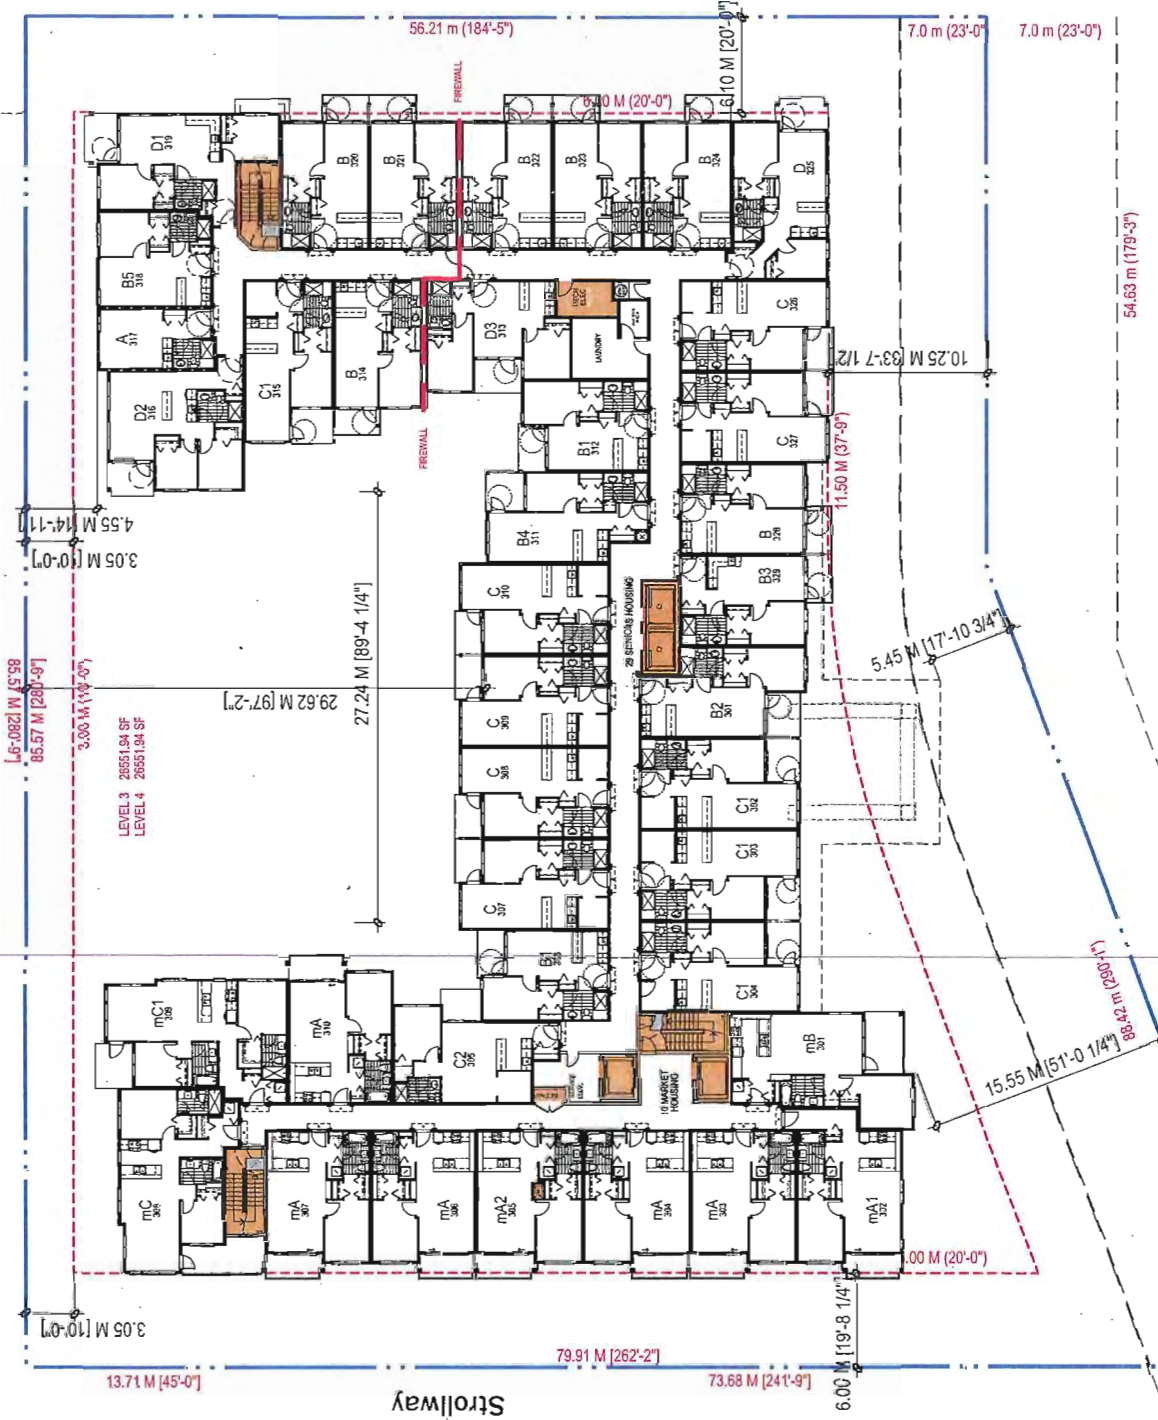 56.21 m (184'-5")
7.0 m (23'-0"
7.0 m (23'-0")
6.10 M [20'-0"]
FIREWALL
0 M (20'-0")
D1
319
B
320
B
321
B
322
B
323
B
324
D
325
B5
318
A
317
D2
316
C1
315
B
314
D3
313
LAUNDRY
C
326
54.63 m (179'-3")
10.25 M [33'-7 1/2
FIREWALL
B1
312
C
327
11.50 M (37'-9")
4.55 M [14'-11
3.05 M [10'-0"]
B4
311
B
328
B3
329
C
310
29 SENIORS HOUSING
27.24 M [89'-4 1/4"]
5.45 M [17'-10 3/4"]
85.57 M [280'-9"]
85.57 M [280'-9"]
29.62 M [97'-2"]
C
309
B2
301
LEVEL 3 26551.94 SF
LEVEL 4 26551.94 SF
C
308
C1
302
C1
303
C
307
C1
304
mC1
309
mA
310
C2
305
mB
301
88.42 m (290'-1")
15.55 M [51'-0 1/4"]
10 MARKET
HOUSING
mC
mA
307
mA
306
mA2
305
mA
304
mA
303
mA1
302
.00 M (20'-0")
3.05 M [10'-0"]
6.00 M [19'-8 1/4"]
79.91 M [262'-2"]
13.71 M [45'-0"]
73.68 M [241'-9"]
Strollway